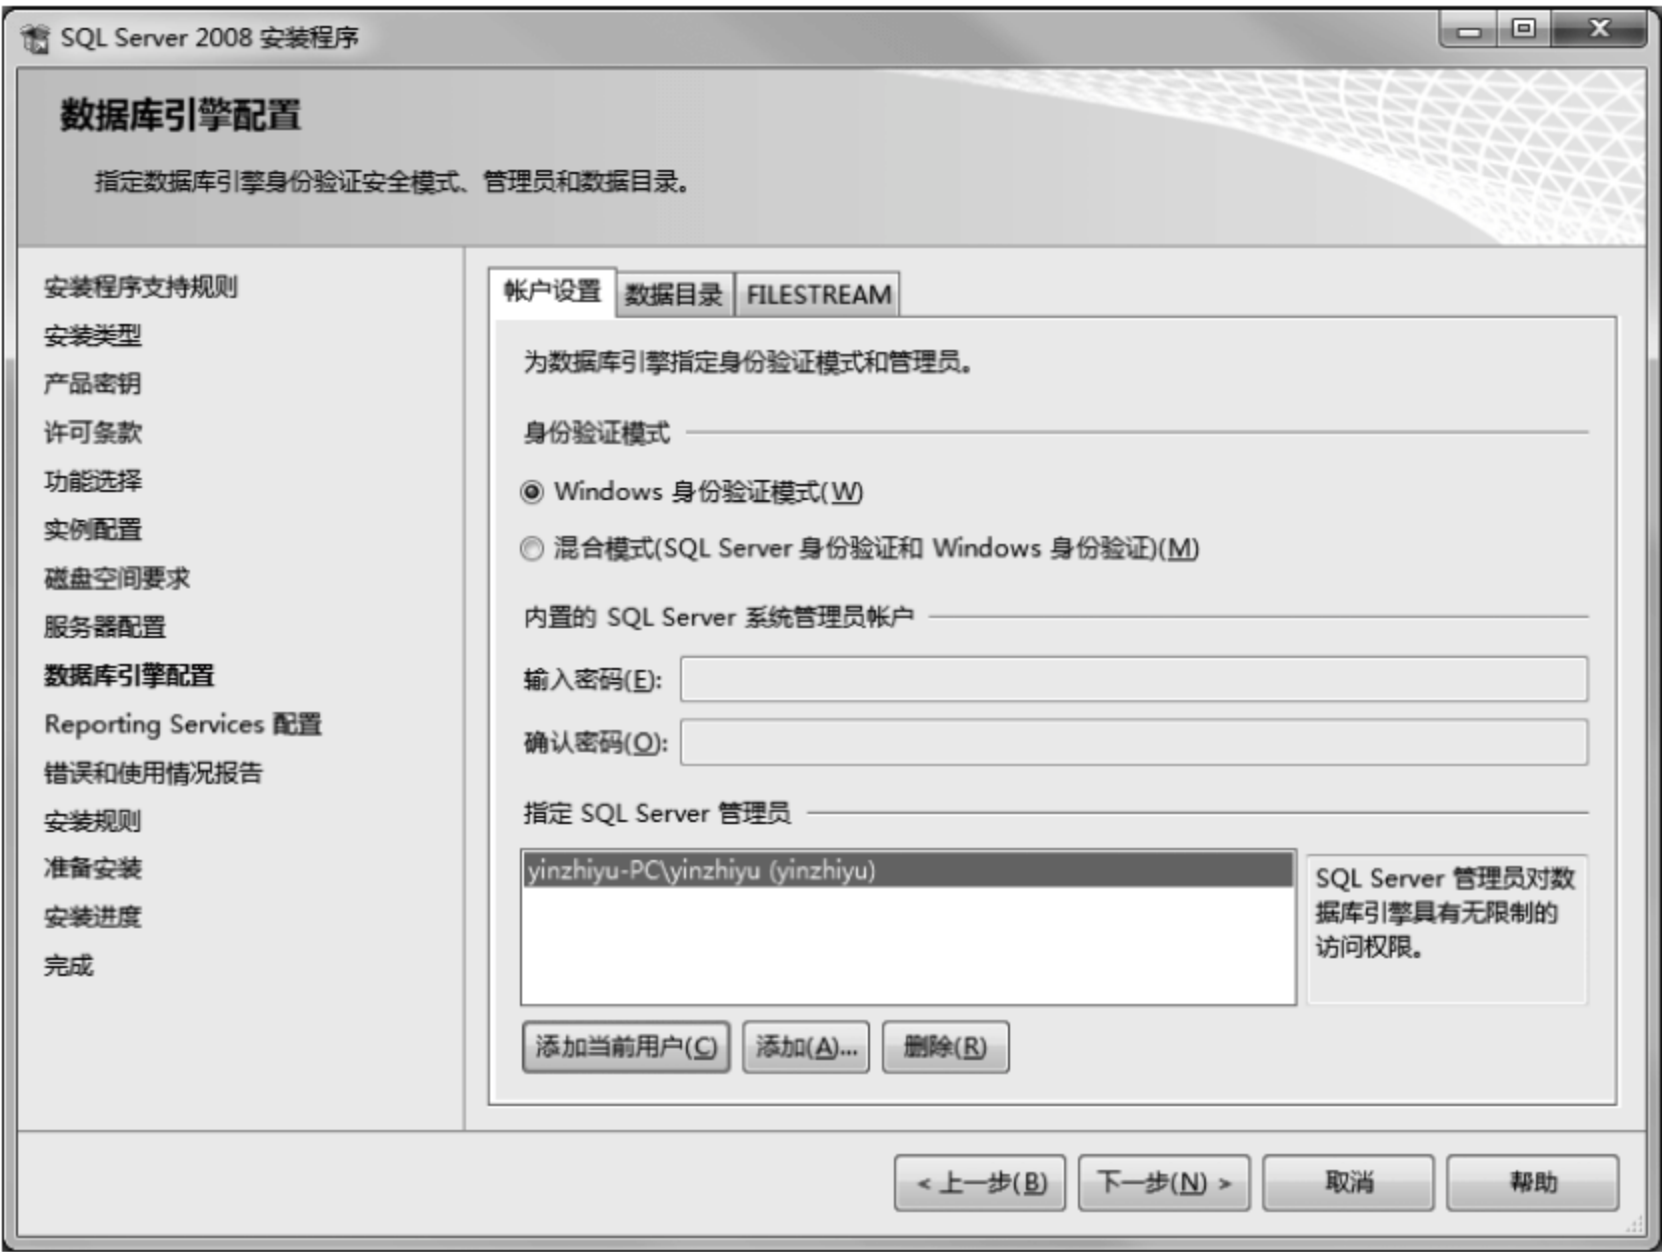 SQL Server 2008 安装程序
数据库引擎配置
指定数据库引擎身份验证安全模式、管理员和数据目录。
安装程序支持规则
安装类型
产品密钥
许可条款
功能选择
实例配置
磁盘空间要求
服务器配置
数据库引擎配置
Reporting Services 配置
错误和使用情况报告
安装规则
准备安装
安装进度
完成
帐户设置 数据目录 FILESTREAM
为数据库引擎指定身份验证模式和管理员。
身份验证模式
Windows 身份验证模式(W)
混合模式(SQL Server 身份验证和 Windows 身份验证)(M)
内置的 SQL Server 系统管理员帐户
输入密码(E):
确认密码(O):
指定 SQL Server 管理员
yinzhiyu-PC\yinzhiyu (yinzhiyu)
SQL Server 管理员对数
据库引擎具有无限制的
访问权限。
添加当前用户(C) 添加(A)... 删除(R)
< 上一步(B) 下一步(N) > 取消 帮助